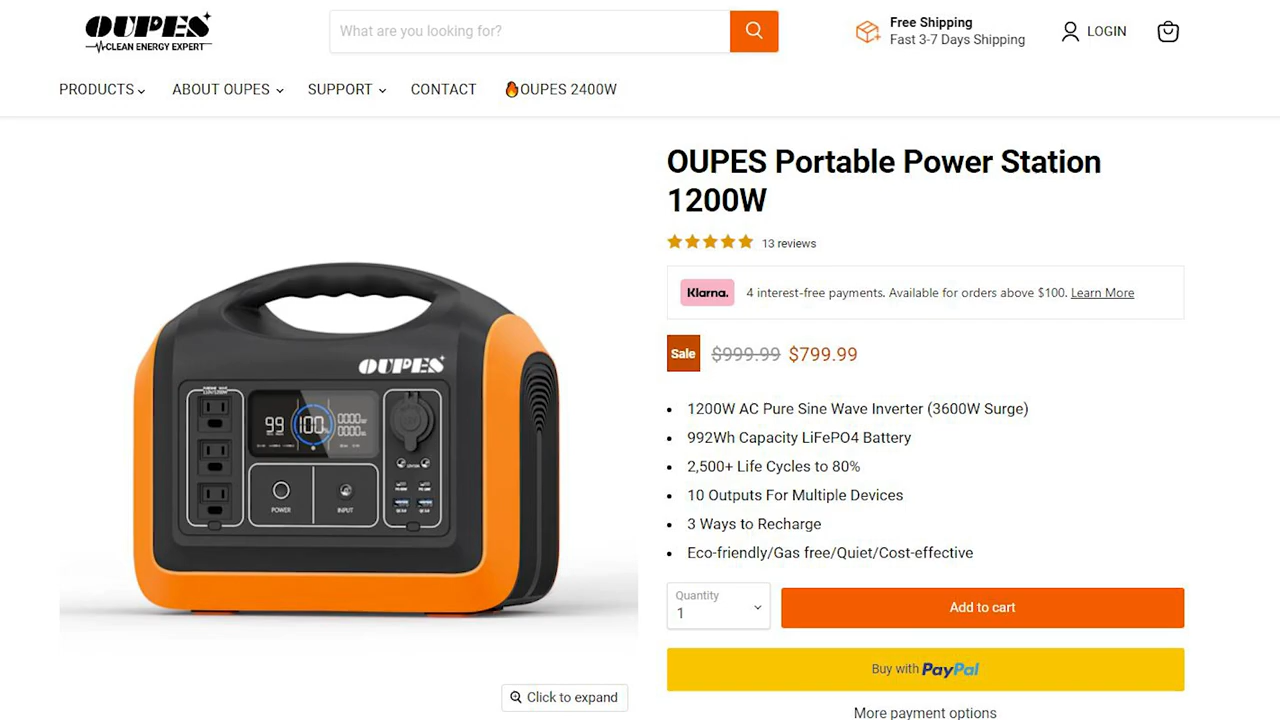 OUPES
CLEAN ENERGY EXPERT
What are you looking for?
Free Shipping
Fast 3-7 Days Shipping
LOGIN
PRODUCTS
ABOUT OUPES
SUPPORT
CONTACT
OUPES 2400W
OUPES Portable Power Station
1200W
13 reviews
Klarna. 4 interest-free payments. Available for orders above $100. Learn More
Sale $999.99 $799.99
1200W AC Pure Sine Wave Inverter (3600W Surge)
992Wh Capacity LiFePO4 Battery
2,500+ Life Cycles to 80%
10 Outputs For Multiple Devices
3 Ways to Recharge
Eco-friendly/Gas free/Quiet/Cost-effective
Quantity
1
Add to cart
Buy with PayPal
More payment options
OUPES
99
100%
POWER
INPUT
Click to expand